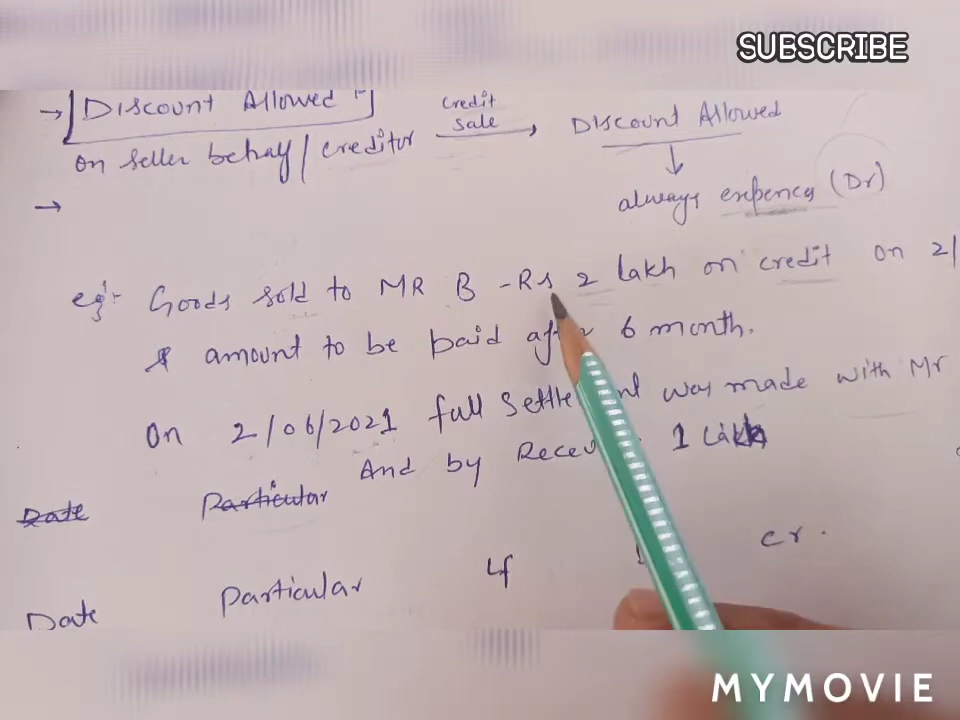 SUBSCRIBE
→ Discount Allowed :- credit sale → Discount Allowed
on seller behalf / creditor
↓
always expences (Dr)
→
eg:- Goods sold to MR B - Rs 2 lakh on credit on 2/
& amount to be paid after 6 month.
On 2/06/2021 full Settlement was made with Mr
And by 1 Lakh
Date Particular
Date Particular Lf Cr.
MYMOVIE